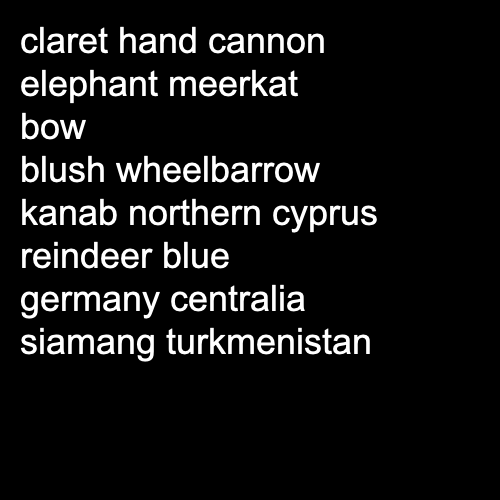 claret hand cannon
elephant meerkat
bow
blush wheelbarrow
kanab northern cyprus
reindeer blue
germany centralia
siamang turkmenistan